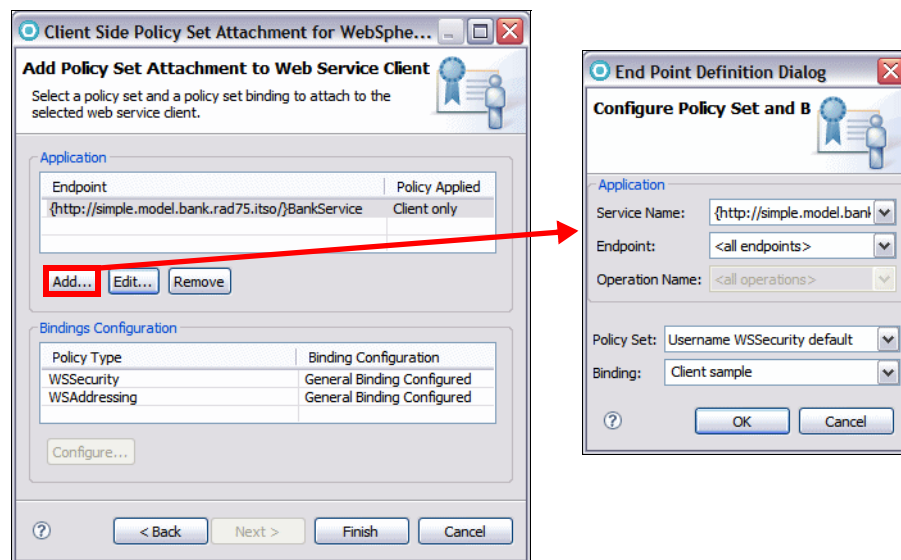 Client Side Policy Set Attachment for WebSphe...
Add Policy Set Attachment to Web Service Client
Select a policy set and a policy set binding to attach to the
selected web service client.
Application
Endpoint Policy Applied
{http://simple.model.bank.rad75.itso/}BankService Client only
Add... Edit... Remove
Bindings Configuration
Policy Type Binding Configuration
WSSecurity General Binding Configured
WSAddressing General Binding Configured
Configure...
? < Back Next > Finish Cancel
End Point Definition Dialog
Configure Policy Set and B
Application
Service Name: {http://simple.model.bank
Endpoint: <all endpoints>
Operation Name: <all operations>
Policy Set: Username WSSecurity default
Binding: Client sample
? OK Cancel